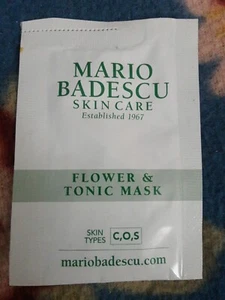 MARIO
BADESCU
SKIN CARE
Established 1967
FLOWER &
TONIC MASK
SKIN
TYPES C,O,S
mariobadescu.com